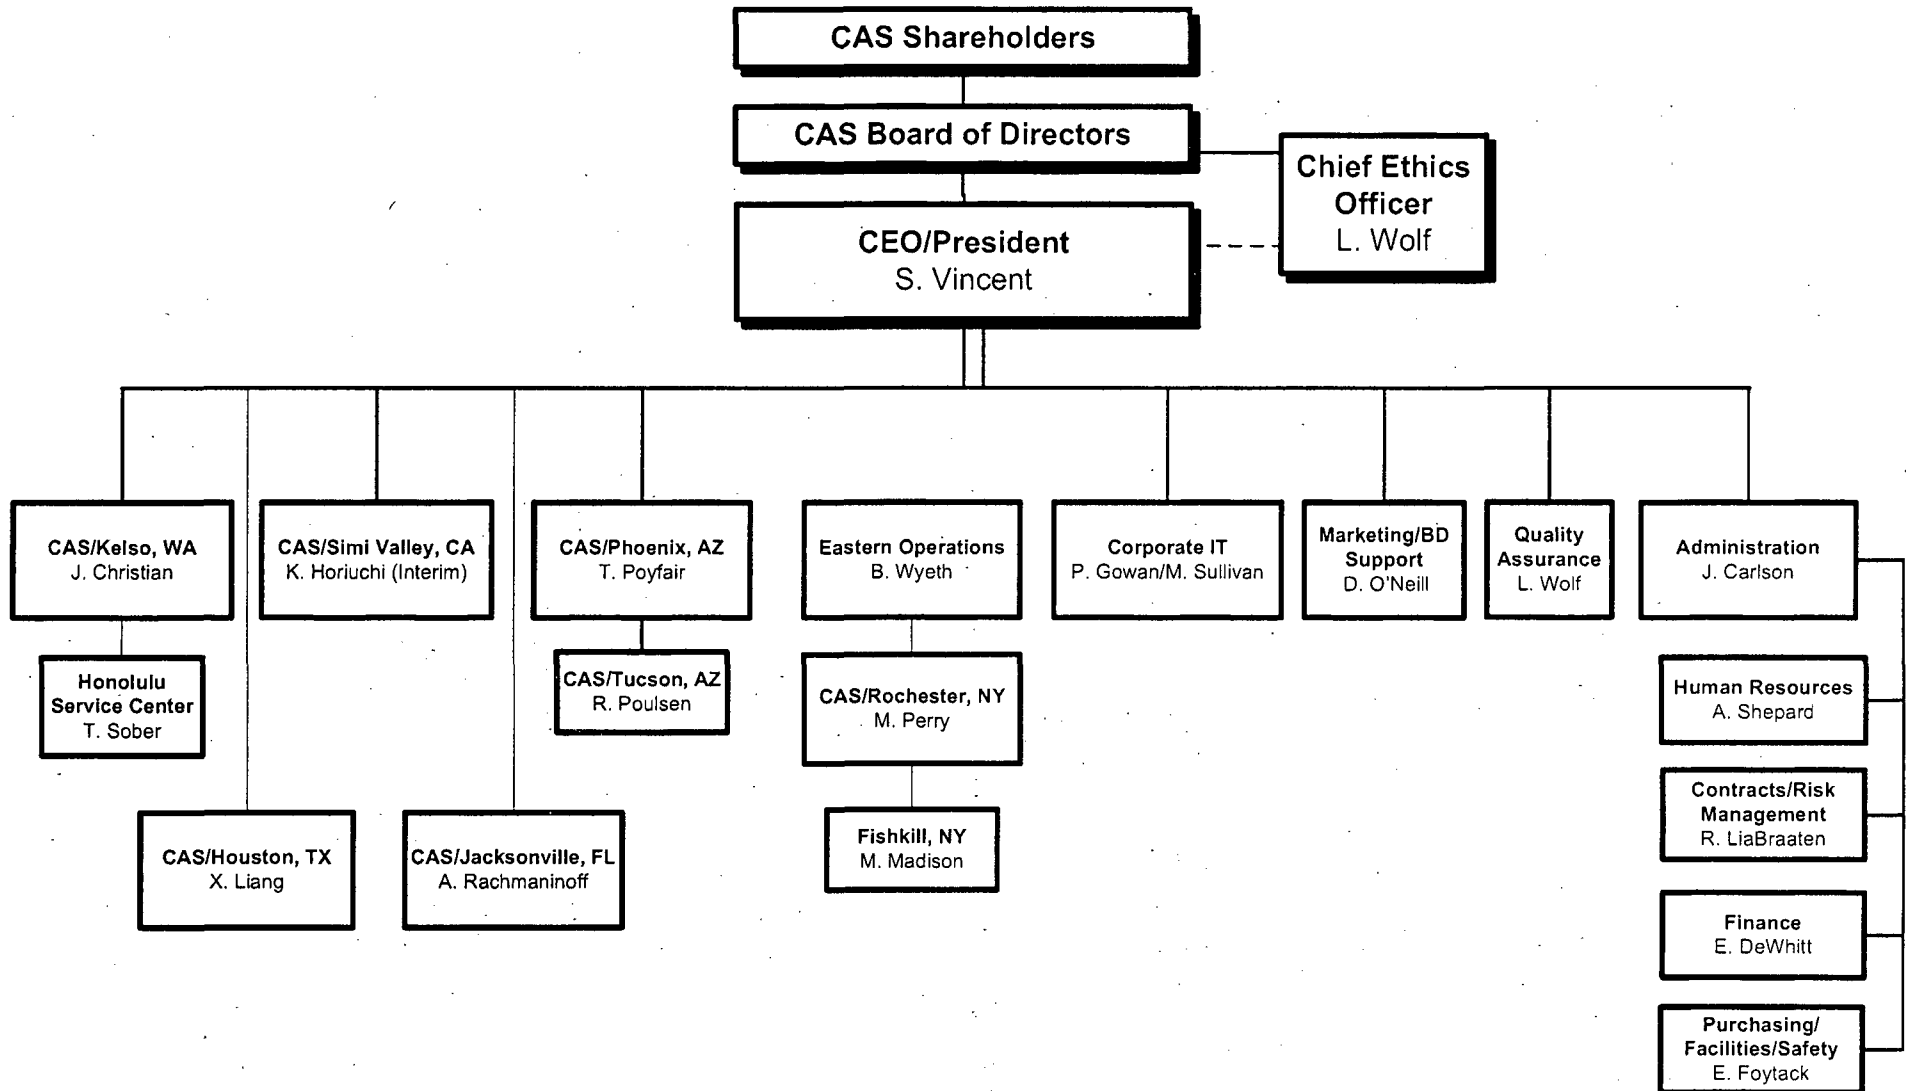 CAS Shareholders
CAS Board of Directors
Chief Ethics
Officer
L. Wolf
CEO/President
S. Vincent
CAS/Kelso, WA
J. Christian
CAS/Simi Valley, CA
K. Horiuchi (Interim)
CAS/Phoenix, AZ
T. Poyfair
Eastern Operations
B. Wyeth
Corporate IT
P. Gowan/M. Sullivan
Marketing/BD
Support
D. O'Neill
Quality
Assurance
L. Wolf
Administration
J. Carlson
Honolulu
Service Center
T. Sober
CAS/Tucson, AZ
R. Poulsen
CAS/Rochester, NY
M. Perry
Human Resources
A. Shepard
CAS/Houston, TX
X. Liang
CAS/Jacksonville, FL
A. Rachmaninoff
Fishkill, NY
M. Madison
Contracts/Risk
Management
R. LiaBraaten
Finance
E. DeWhitt
Purchasing/
Facilities/Safety
E. Foytack